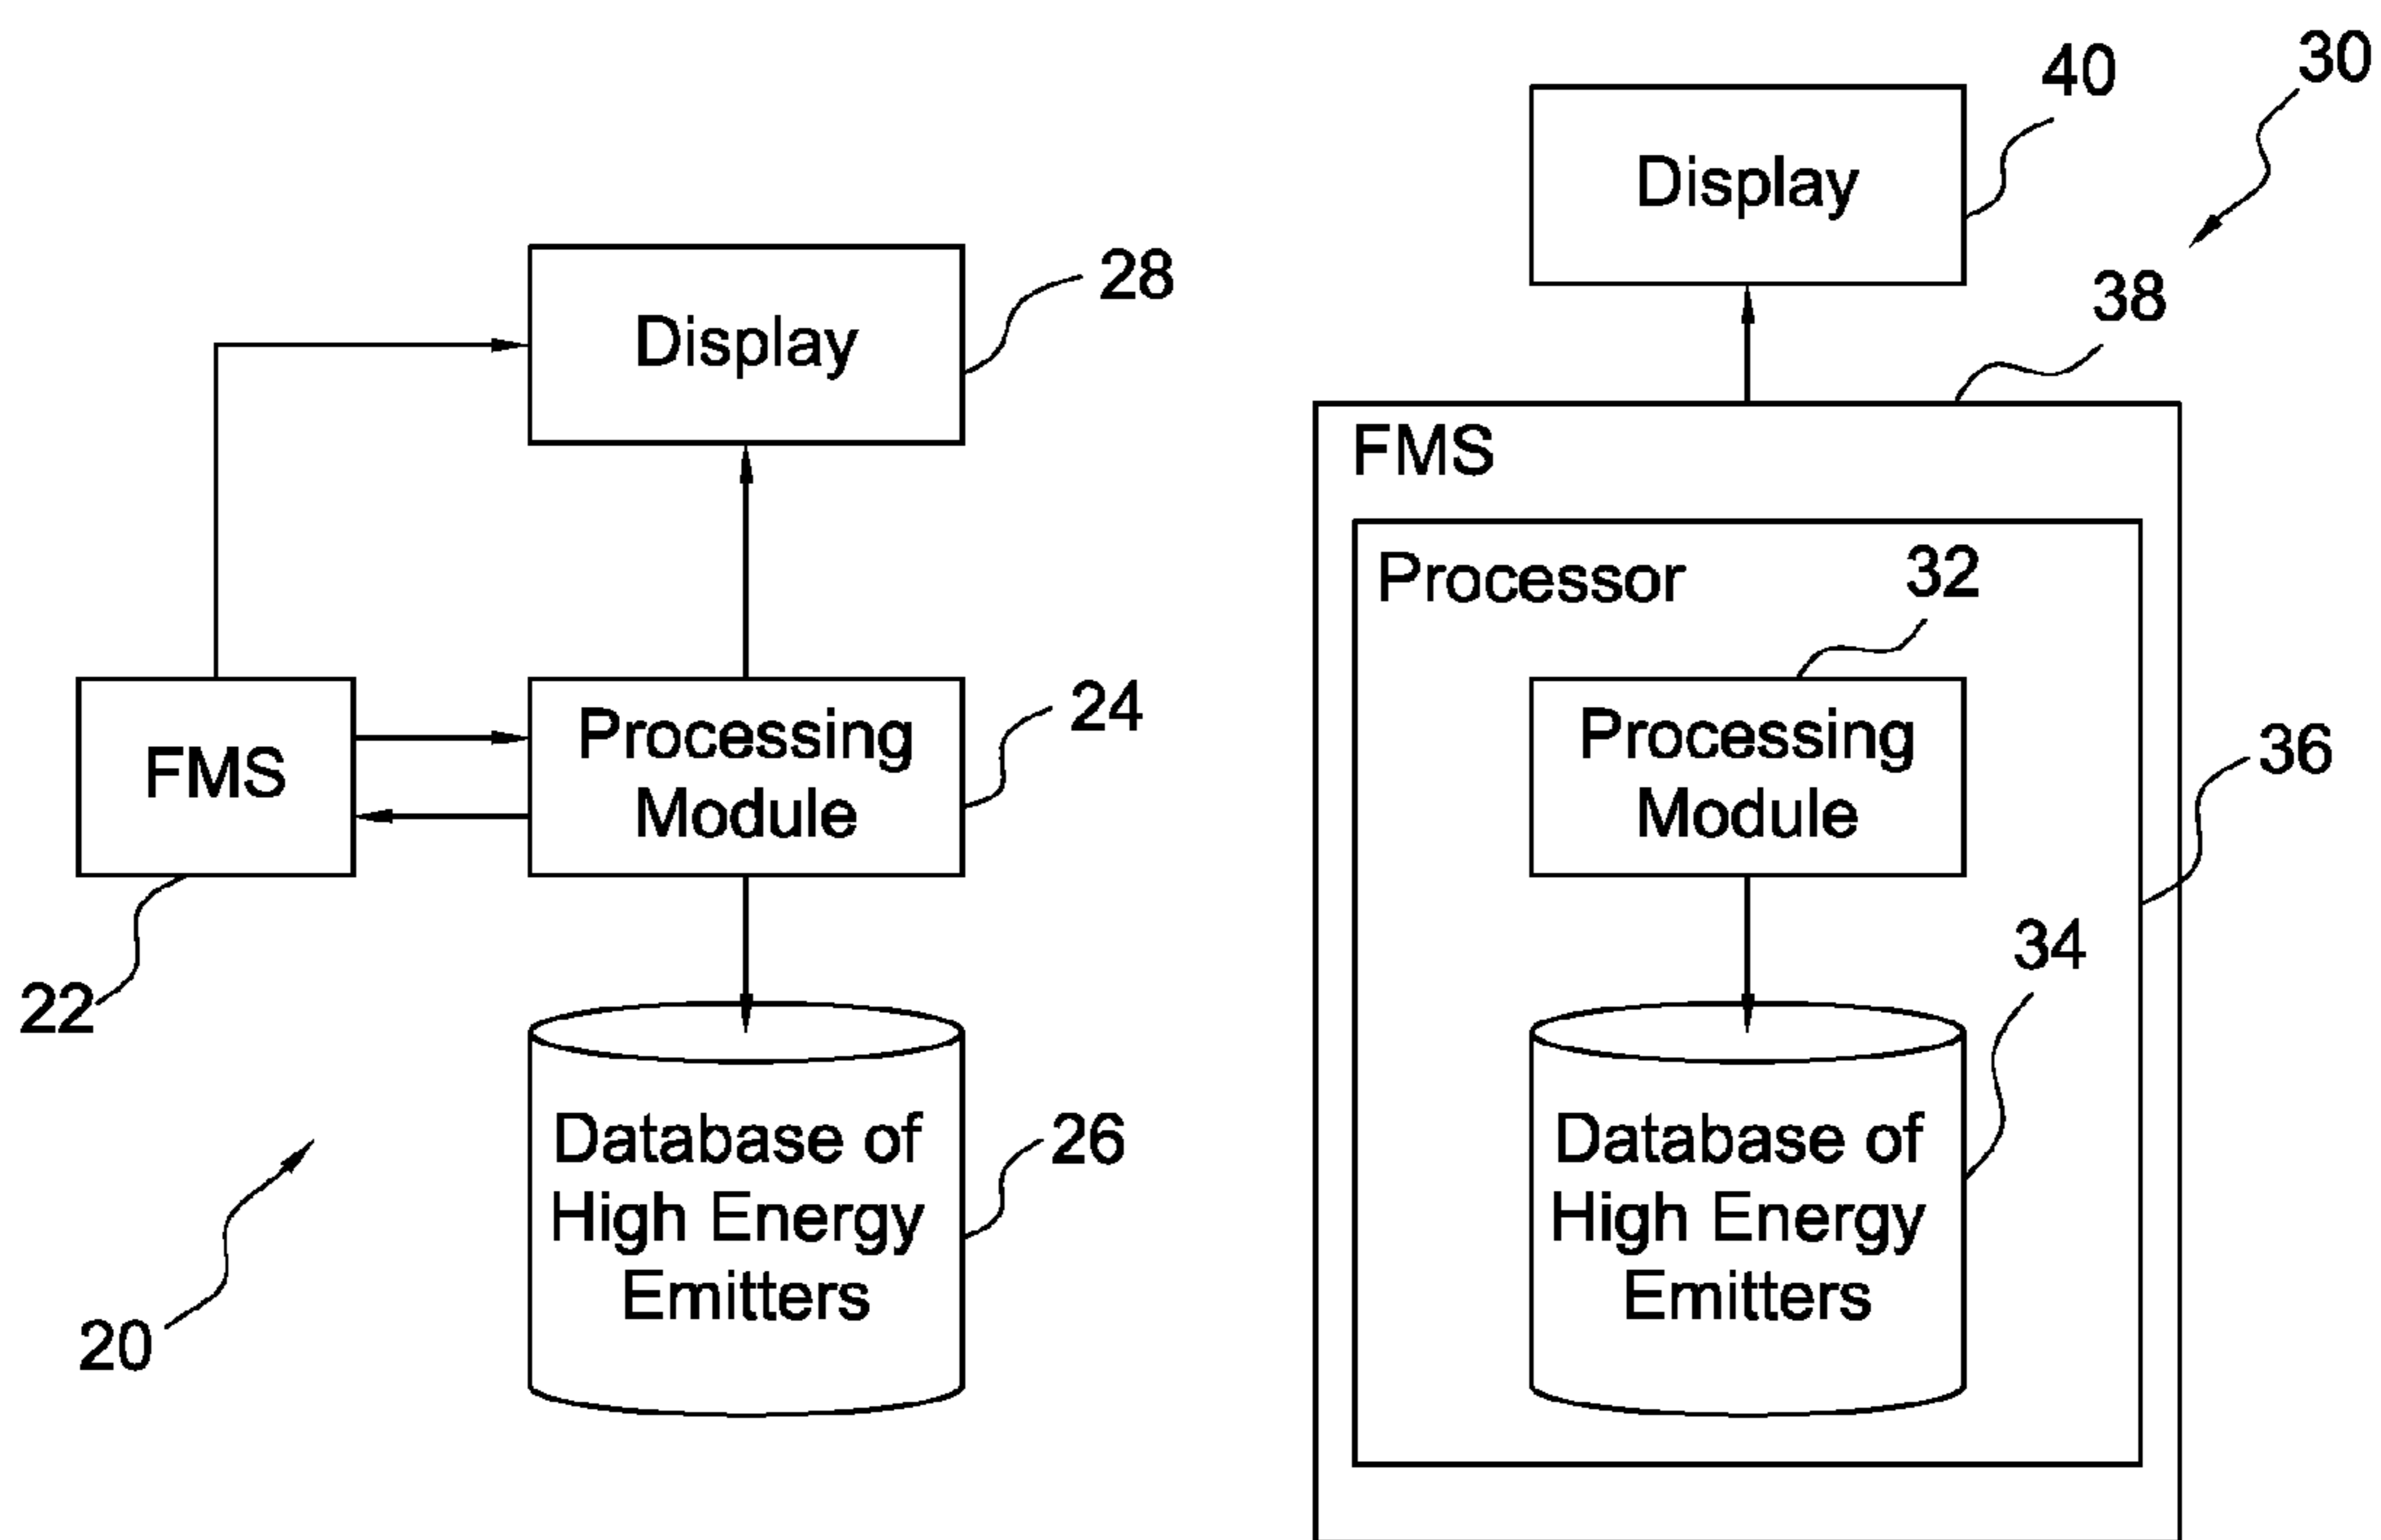 Display
28
FMS
22
Processing
Module
24
Database of
High Energy
Emitters
26
20
30
Display
40
38
FMS
Processor
36
32
Processing
Module
34
Database of
High Energy
Emitters